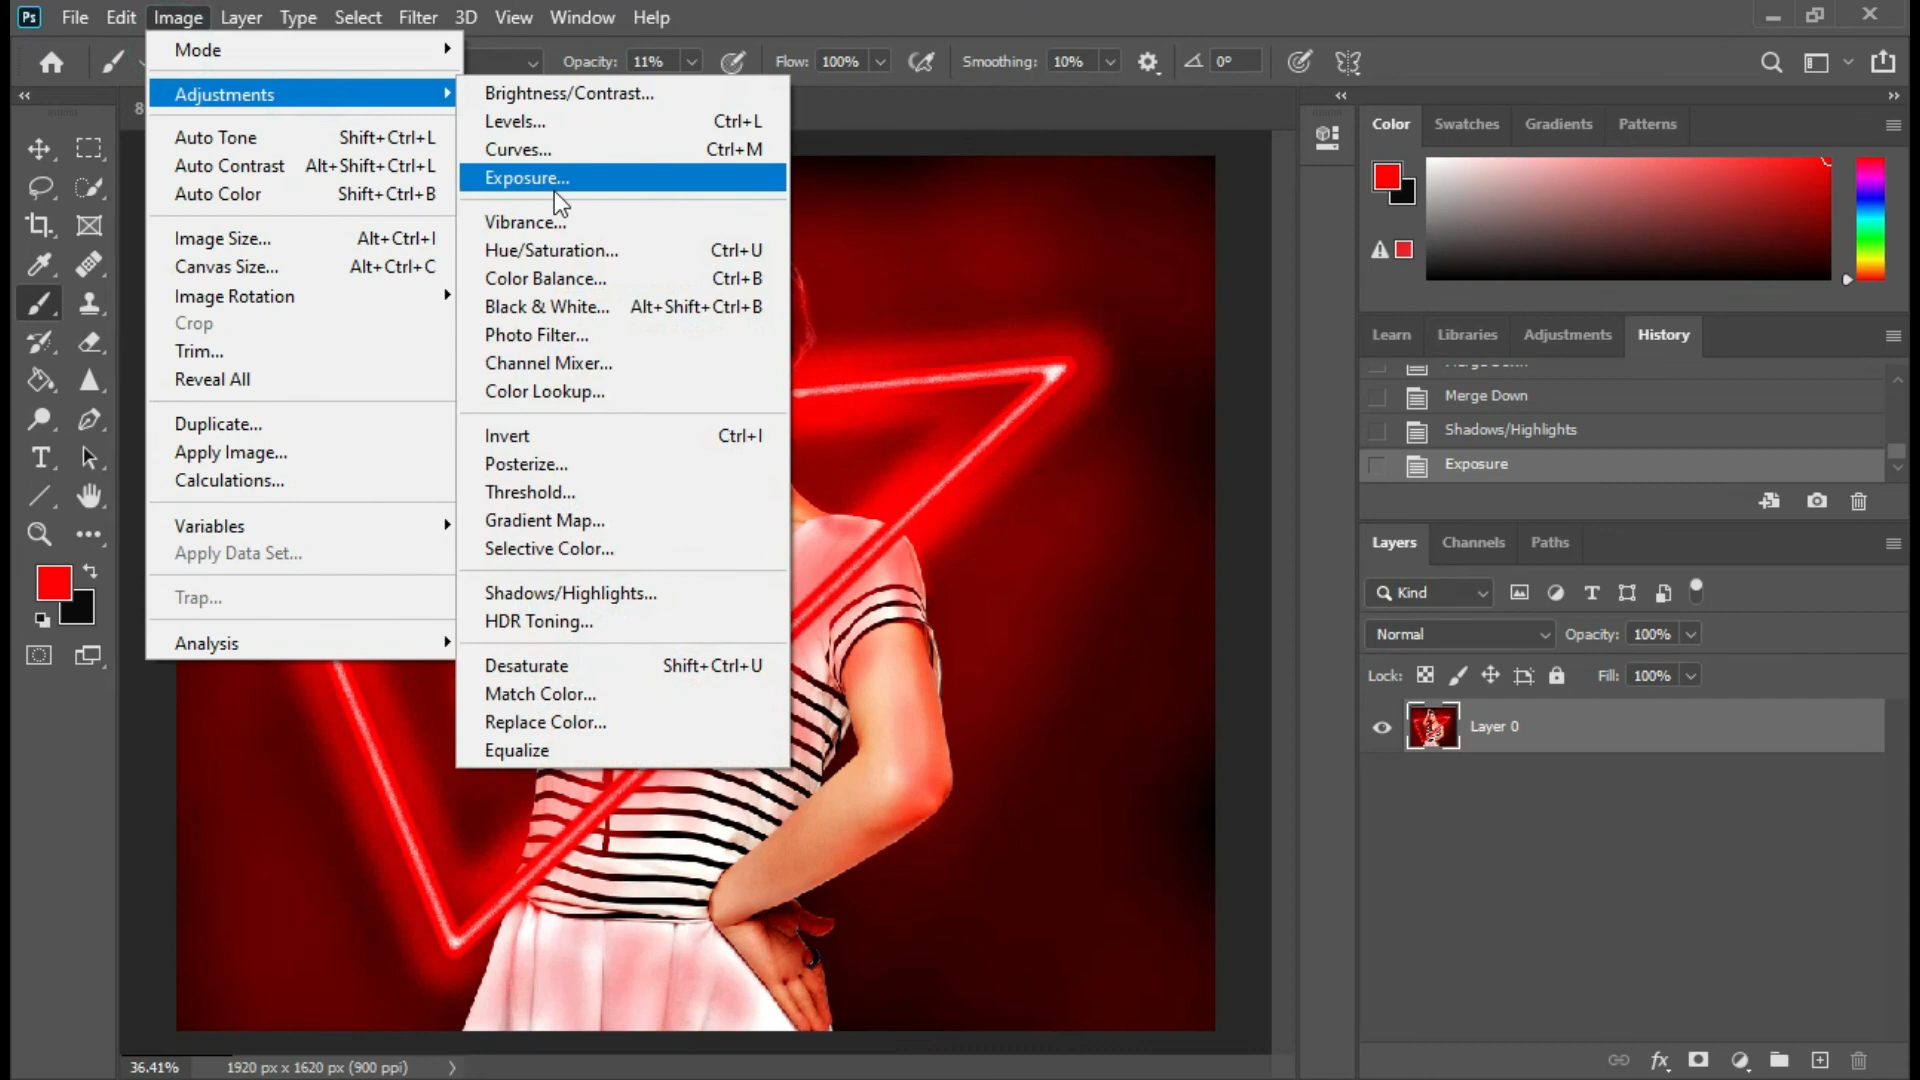 Ps File Edit Image Layer Type Select Filter 3D View Window Help
Opacity: 11% Flow: 100% Smoothing: 10% 0°
Mode
Adjustments
Auto Tone Shift+Ctrl+L
Auto Contrast Alt+Shift+Ctrl+L
Auto Color Shift+Ctrl+B
Image Size... Alt+Ctrl+I
Canvas Size... Alt+Ctrl+C
Image Rotation
Crop
Trim...
Reveal All
Duplicate...
Apply Image...
Calculations...
Variables
Apply Data Set...
Trap...
Analysis
Brightness/Contrast...
Levels... Ctrl+L
Curves... Ctrl+M
Exposure...
Vibrance...
Hue/Saturation... Ctrl+U
Color Balance... Ctrl+B
Black & White... Alt+Shift+Ctrl+B
Photo Filter...
Channel Mixer...
Color Lookup...
Invert Ctrl+I
Posterize...
Threshold...
Gradient Map...
Selective Color...
Shadows/Highlights...
HDR Toning...
Desaturate Shift+Ctrl+U
Match Color...
Replace Color...
Equalize
Color Swatches Gradients Patterns
Learn Libraries Adjustments History
Merge Down
Shadows/Highlights
Exposure
Layers Channels Paths
Kind
Normal Opacity: 100%
Lock: Fill: 100%
Layer 0
36.41% 1920 px x 1620 px (900 ppi)